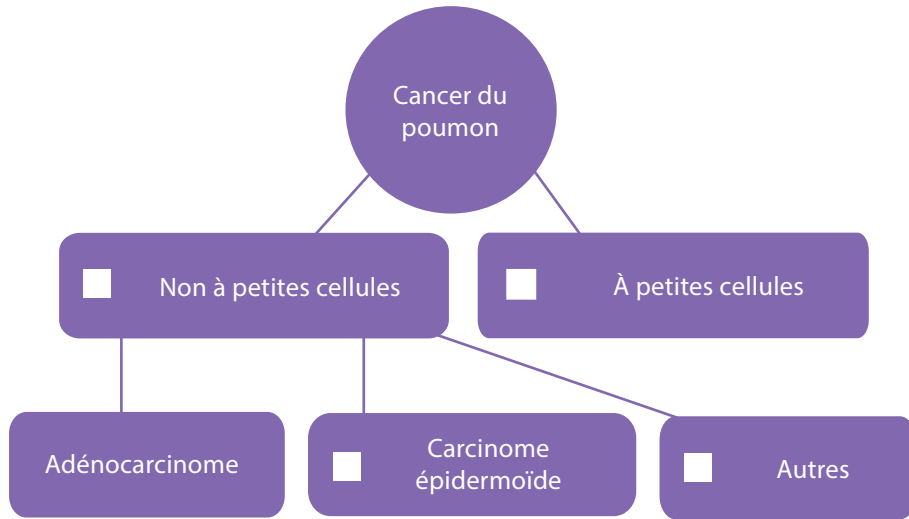 Cancer du
poumon
Non à petites cellules
À petites cellules
Adénocarcinome
Carcinome
épidermoïde
Autres